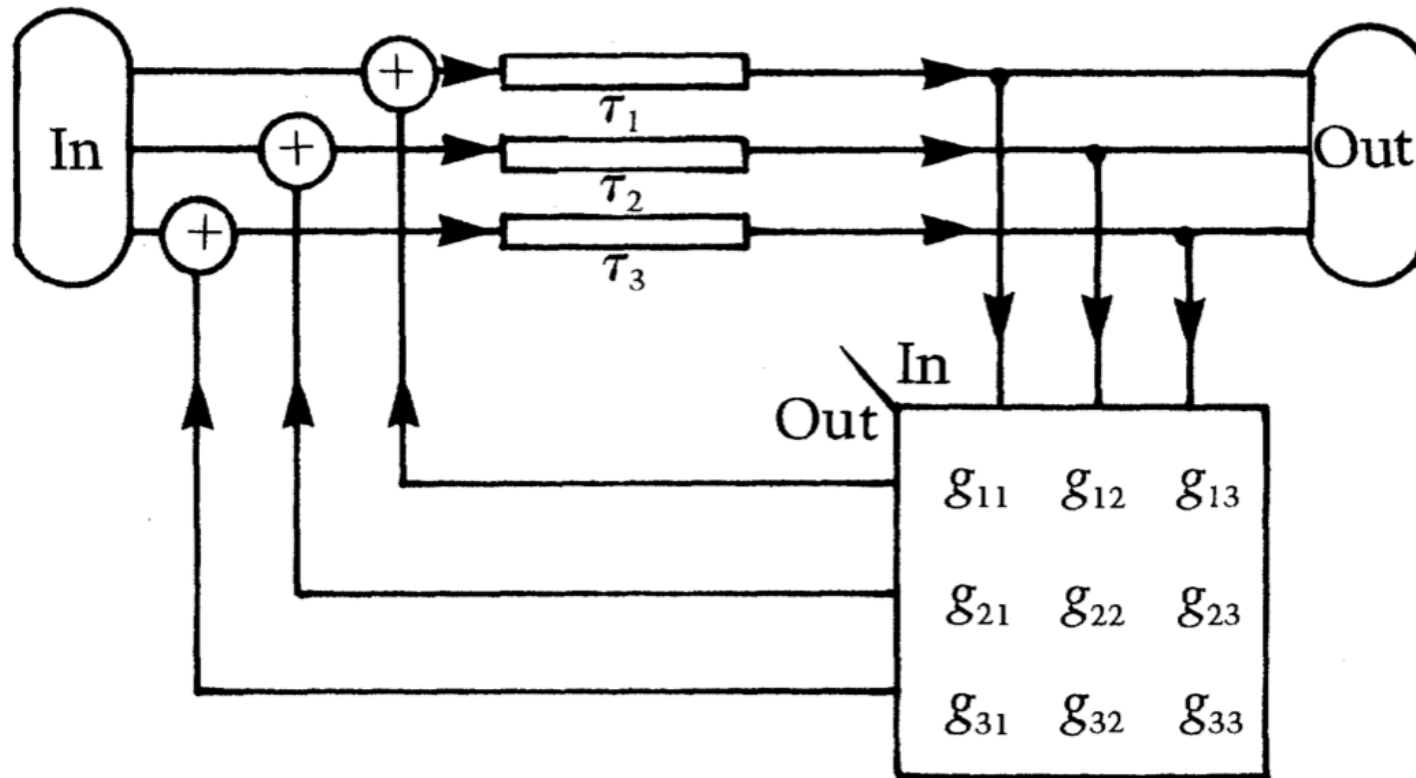 +
τ₁
In + Out
τ₂
+
τ₃
In
Out
g₁₁ g₁₂ g₁₃
g₂₁ g₂₂ g₂₃
g₃₁ g₃₂ g₃₃